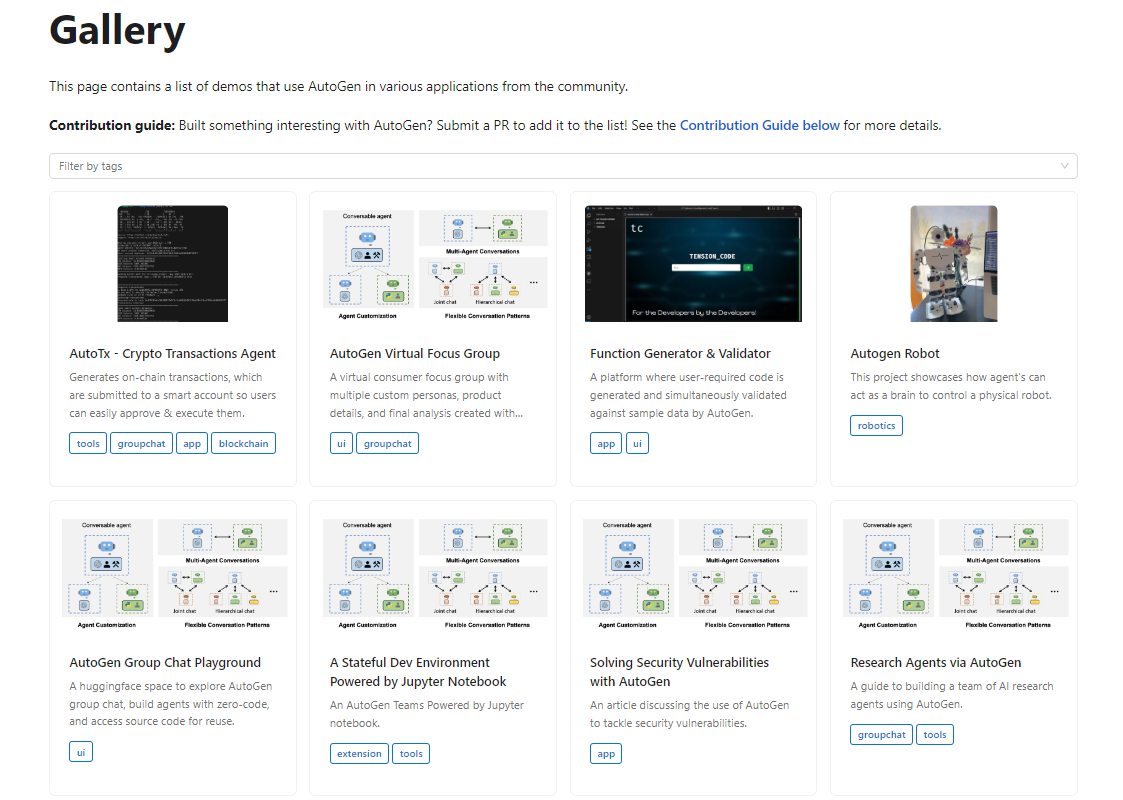 Gallery
This page contains a list of demos that use AutoGen in various applications from the community.
Contribution guide: Built something interesting with AutoGen? Submit a PR to add it to the list! See the Contribution Guide below for more details.
Filter by tags
AutoTx - Crypto Transactions Agent
Generates on-chain transactions, which
are submitted to a smart account so users
can easily approve & execute them.
tools groupchat app blockchain
Conversable agent
Multi-Agent Conversations
...
Joint chat Hierarchical chat
Agent Customization Flexible Conversation Patterns
AutoGen Virtual Focus Group
A virtual consumer focus group with
multiple custom personas, product
details, and final analysis created with...
ui groupchat
tc
TENSION_CODE
For the Developers by the Developers!
Function Generator & Validator
A platform where user-required code is
generated and simultaneously validated
against sample data by AutoGen.
app ui
Autogen Robot
This project showcases how agent's can
act as a brain to control a physical robot.
robotics
Conversable agent
Multi-Agent Conversations
...
Joint chat Hierarchical chat
Agent Customization Flexible Conversation Patterns
AutoGen Group Chat Playground
A huggingface space to explore AutoGen
group chat, build agents with zero-code,
and access source code for reuse.
ui
Conversable agent
Multi-Agent Conversations
...
Joint chat Hierarchical chat
Agent Customization Flexible Conversation Patterns
A Stateful Dev Environment
Powered by Jupyter Notebook
An AutoGen Teams Powered by Jupyter
notebook.
extension tools
Conversable agent
Multi-Agent Conversations
...
Joint chat Hierarchical chat
Agent Customization Flexible Conversation Patterns
Solving Security Vulnerabilities
with AutoGen
An article discussing the use of AutoGen
to tackle security vulnerabilities.
app
Conversable agent
Multi-Agent Conversations
...
Joint chat Hierarchical chat
Agent Customization Flexible Conversation Patterns
Research Agents via AutoGen
A guide to building a team of AI research
agents using AutoGen.
groupchat tools